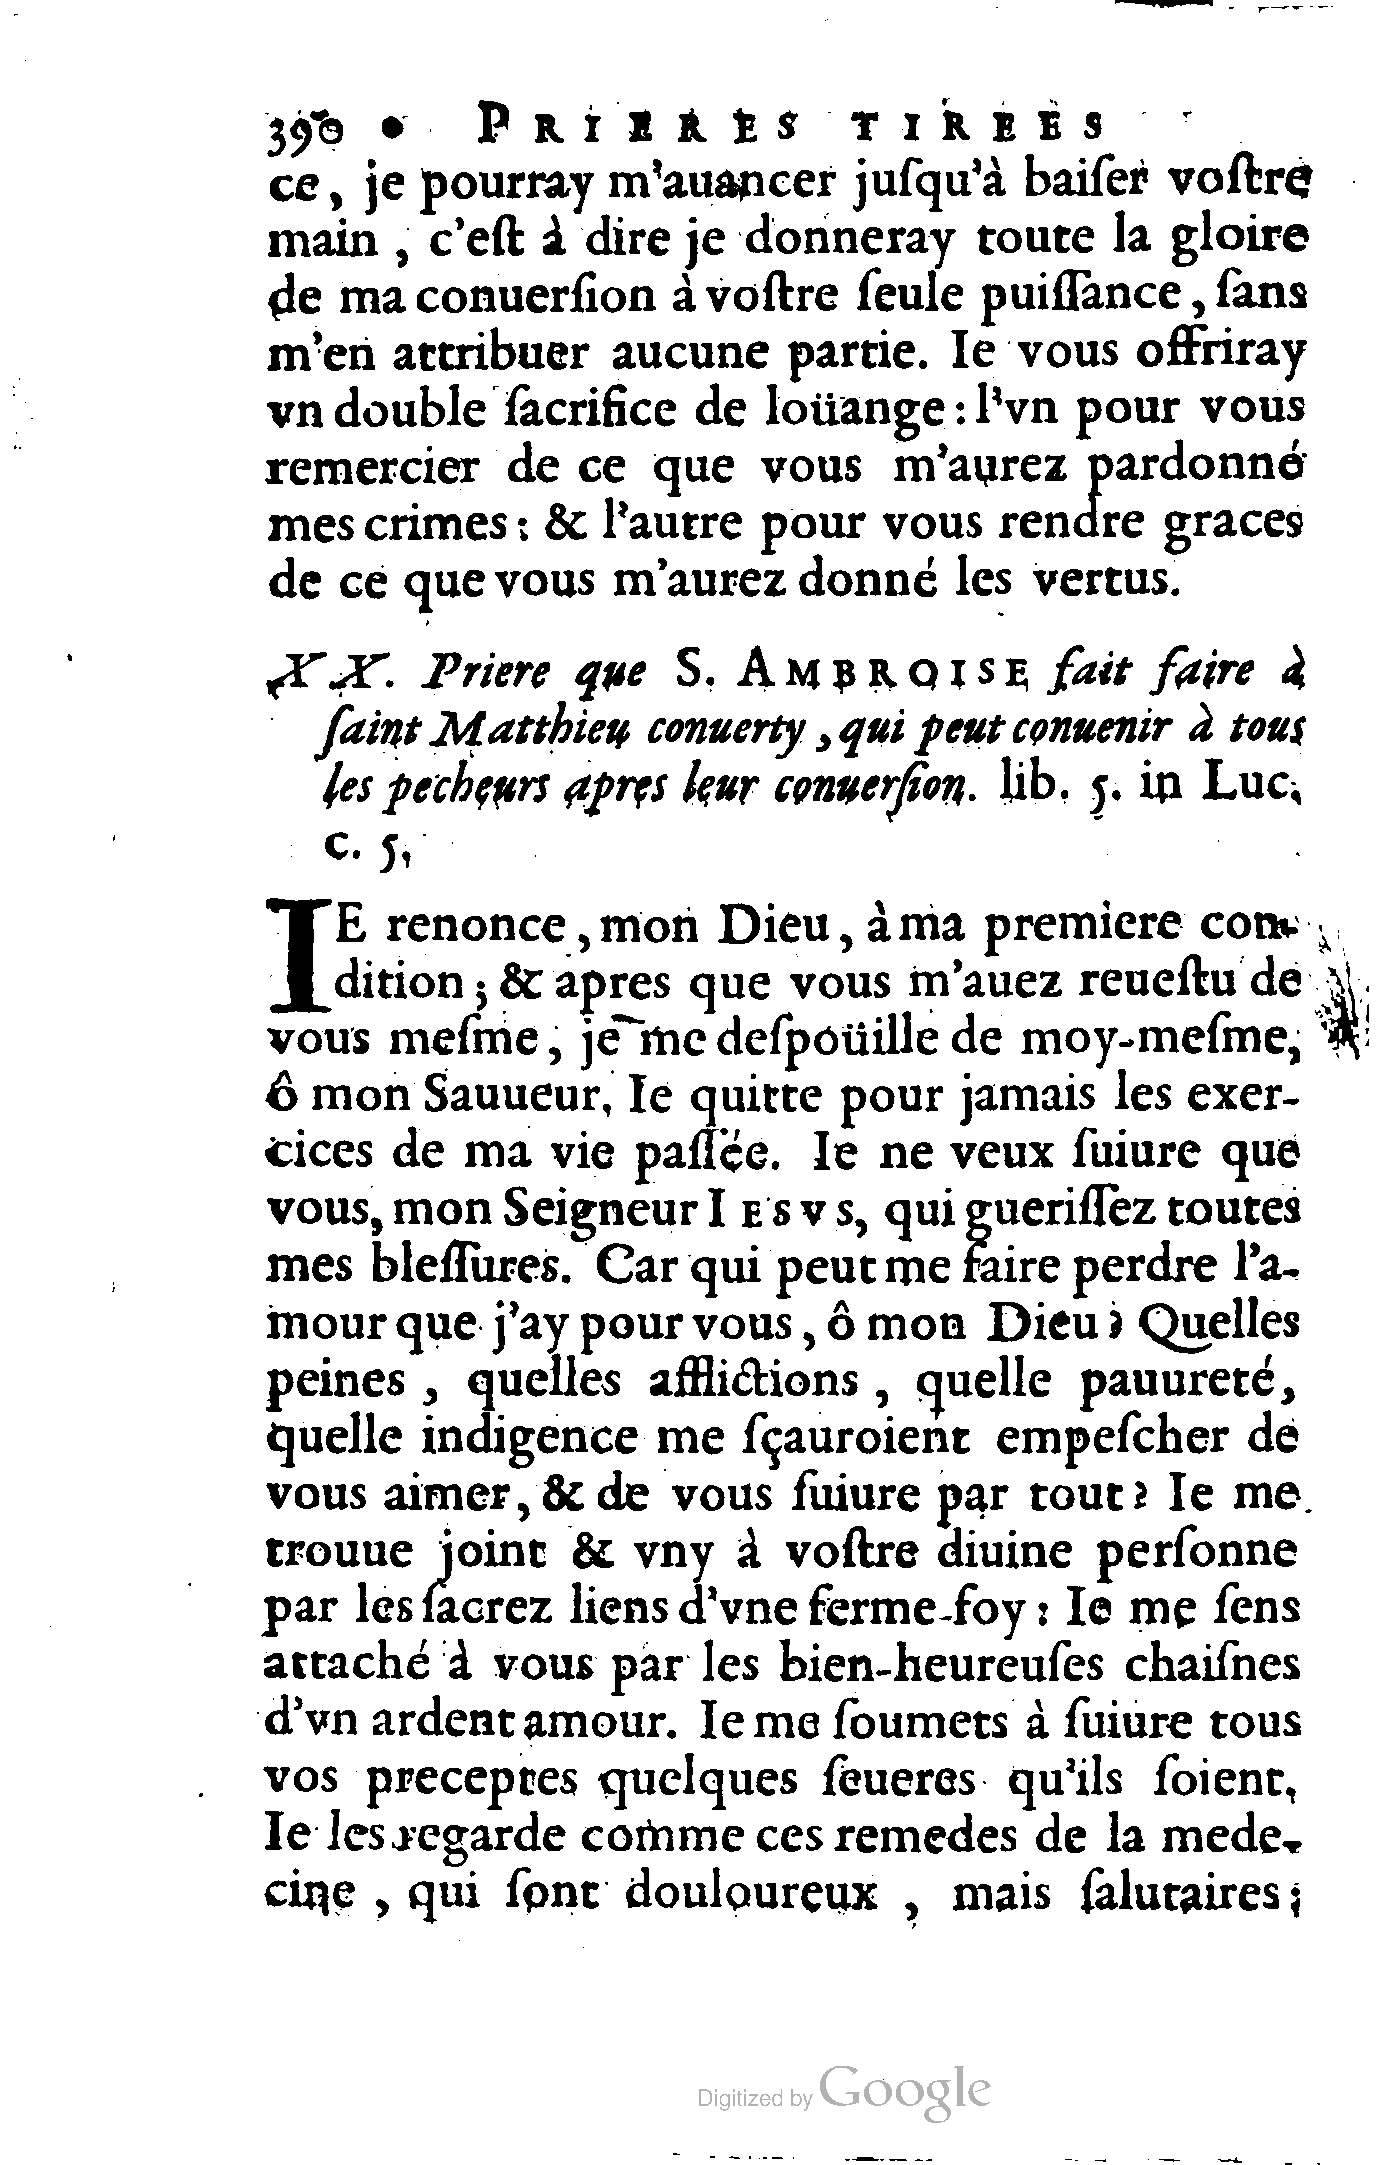 390 • PRIERES TIREES
ce, je pourray m'auancer juſqu'à baiſer voſtre
main , c'eſt à dire je donneray toute la gloire
de ma conuerſion à voſtre ſeule puiſſance, ſans
m'en attribuer aucune partie. Ie vous offriray
vn double ſacrifice de loüange : l'vn pour vous
remercier de ce que vous m'aurez pardonné
mes crimes : & l'autre pour vous rendre graces
de ce que vous m'aurez donné les vertus.
XX. Priere que S. AMBROISE fait faire à
ſaint Matthieu conuerty, qui peut conuenir à tous
les pecheurs apres leur conuerſion. lib. 5. in Luc.
c. 5.
IE renonce, mon Dieu, à ma premiere con-
dition ; & apres que vous m'auez reueſtu de
vous meſme, je me deſpoüille de moy-meſme,
ô mon Sauueur. Ie quitte pour jamais les exer-
cices de ma vie paſſée. Ie ne veux ſuiure que
vous, mon Seigneur IESVS, qui gueriſſez toutes
mes bleſſures. Car qui peut me faire perdre l'a-
mour que j'ay pour vous, ô mon Dieu ? Quelles
peines , quelles afflictions , quelle pauureté,
quelle indigence me ſçauroient empeſcher de
vous aimer, & de vous ſuiure par tout ? Ie me
trouue joint & vny à voſtre diuine perſonne
par les ſacrez liens d'vne ferme-foy : Ie me ſens
attaché à vous par les bien-heureuſes chaiſnes
d'vn ardent amour. Ie me ſoumets à ſuiure tous
vos preceptes quelques ſeueres qu'ils ſoient.
Ie les regarde comme ces remedes de la mede-
cine , qui ſont douloureux , mais ſalutaires ;
Digitized by Google